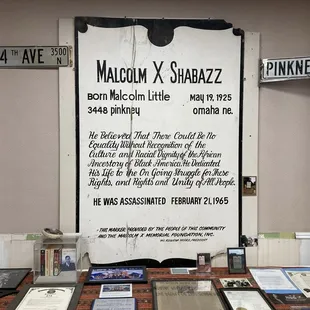 4TH AVE 3500 N
PINKNE
MALCOLM X SHABAZZ
BORN MALCOLM LITTLE MAY 19, 1925
3448 PINKNEY OMAHA NE.
He Believed That There Could Be No
Equality Without Recognition of the
Culture and Racial Dignity of the African
Ancestory of Black America. He Dedicated
His Life to the On Going Struggle for These
Rights, and Rights and Unity of All People.
HE WAS ASSASSINATED FEBRUARY 21, 1965
THIS MARKER IS PROVIDED BY THE PEOPLE OF THIS COMMUNITY
AND THE MALCOLM X MEMORIAL FOUNDATION, INC.